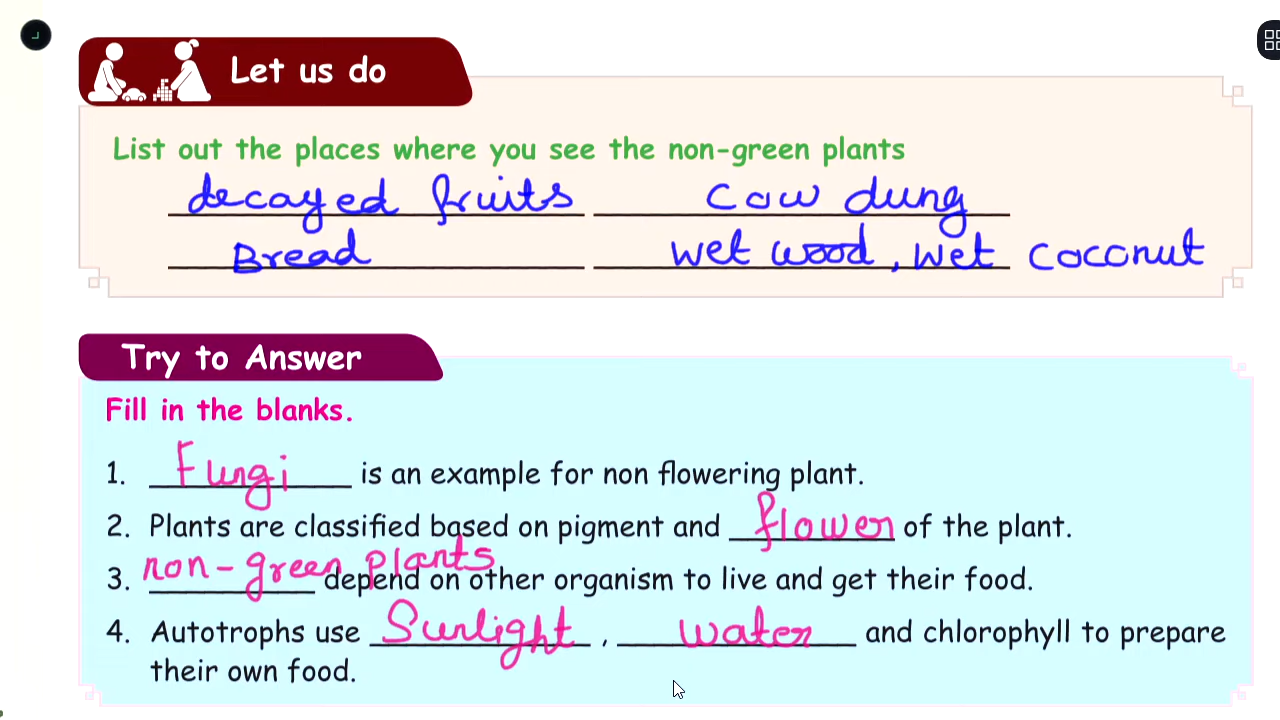 Let us do
List out the places where you see the non-green plants
decayed fruits cow dung
Bread wet wood, wet coconut
Try to Answer
Fill in the blanks.
1. Fungi is an example for non flowering plant.
2. Plants are classified based on pigment and flower of the plant.
3. non-green plants depend on other organism to live and get their food.
4. Autotrophs use Sunlight, water and chlorophyll to prepare
their own food.